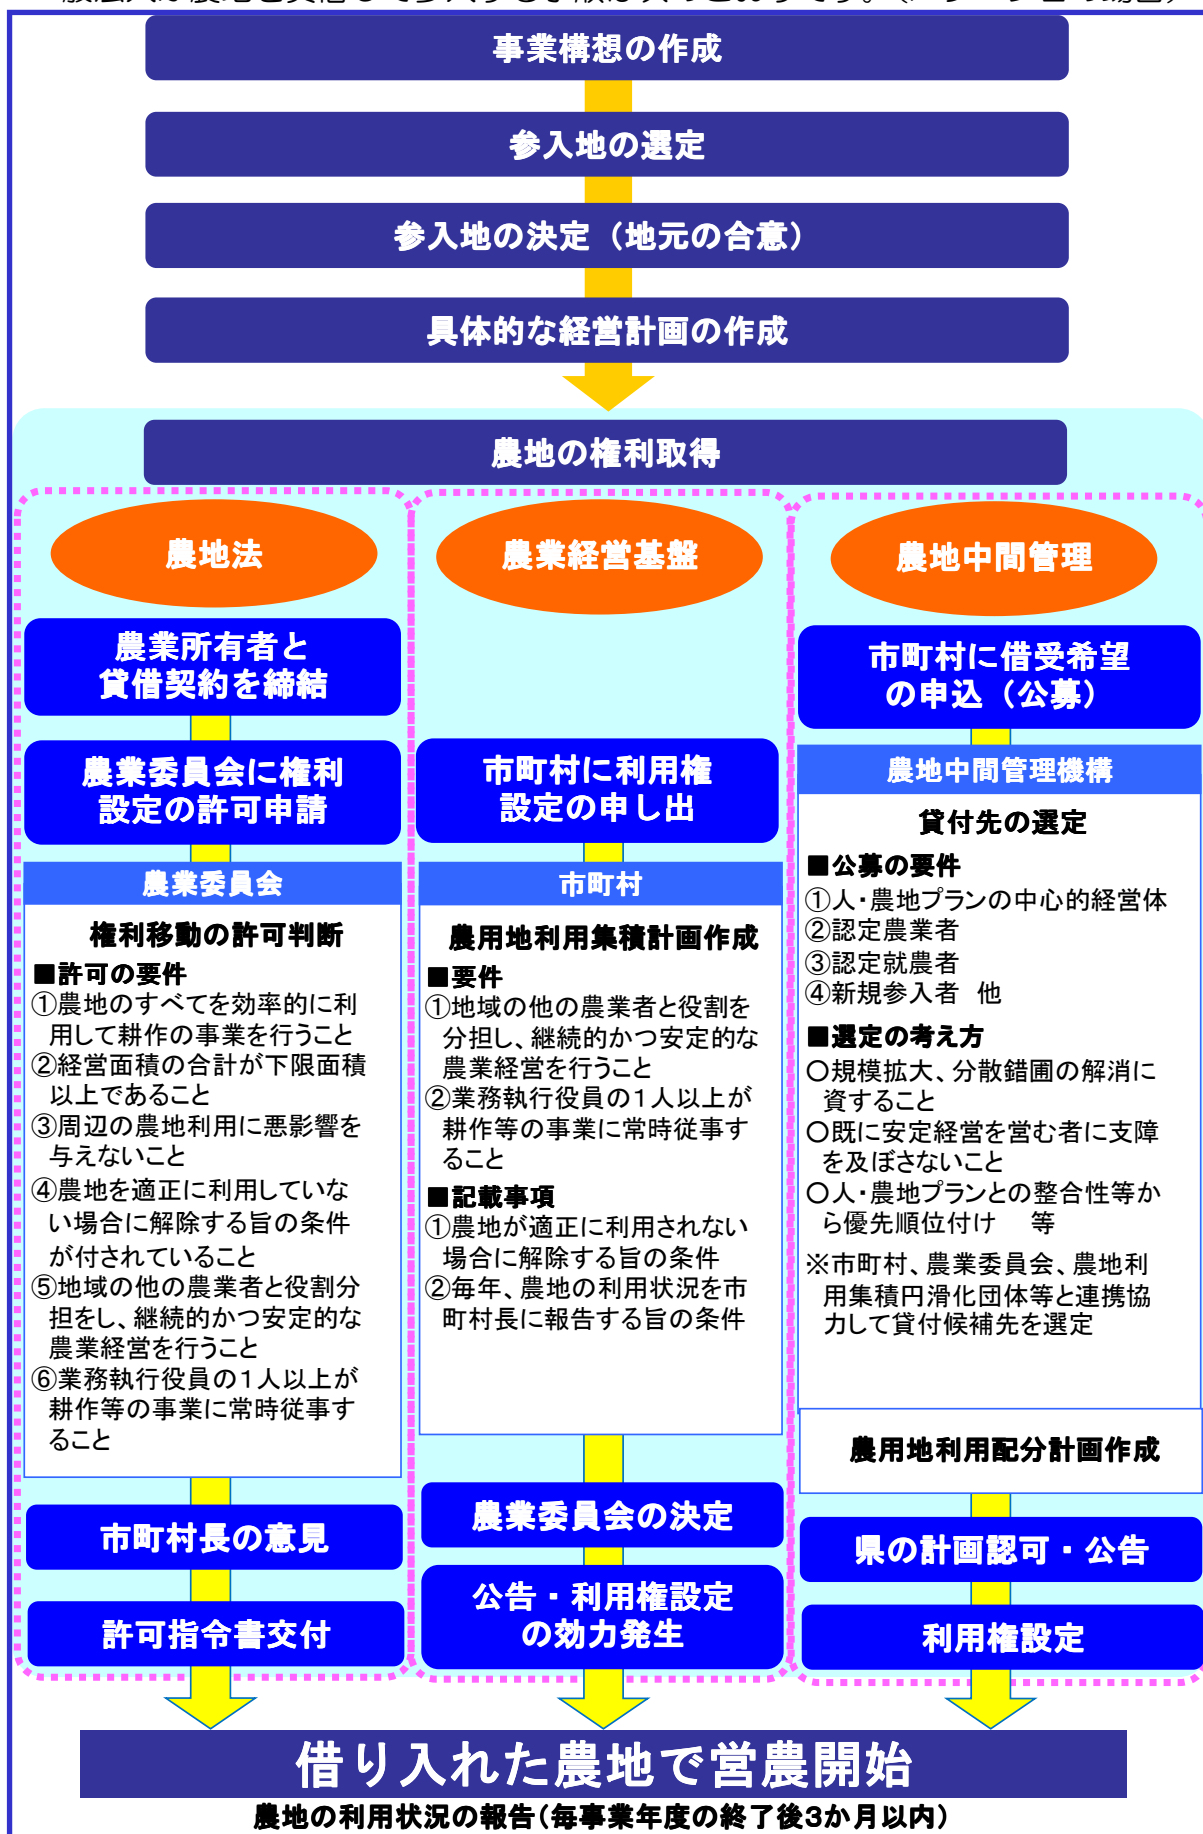 事業構想の作成
参入地の選定
参入地の決定（地元の合意）
具体的な経営計画の作成
農地の権利取得
農地法
農業所有者と
貸借契約を締結
農業委員会に権利
設定の許可申請
農業委員会
権利移動の許可判断
■許可の要件
①農地のすべてを効率的に利
用して耕作の事業を行うこと
②経営面積の合計が下限面積
以上であること
③周辺の農地利用に悪影響を
与えないこと
④農地を適正に利用していな
い場合に解除する旨の条件
が付されていること
⑤地域の他の農業者と役割分
担をし、継続的かつ安定的な
農業経営を行うこと
⑥業務執行役員の１人以上が
耕作等の事業に常時従事す
ること
市町村長の意見
許可指令書交付
農業経営基盤
市町村に利用権
設定の申し出
市町村
農用地利用集積計画作成
■要件
①地域の他の農業者と役割を
分担し、継続的かつ安定的な
農業経営を行うこと
②業務執行役員の１人以上が
耕作等の事業に常時従事す
ること
■記載事項
①農地が適正に利用されない
場合に解除する旨の条件
②毎年、農地の利用状況を市
町村長に報告する旨の条件
農業委員会の決定
公告・利用権設定
の効力発生
農地中間管理
市町村に借受希望
の申込（公募）
農地中間管理機構
貸付先の選定
■公募の要件
①人・農地プランの中心的経営体
②認定農業者
③認定就農者
④新規参入者　他
■選定の考え方
〇規模拡大、分散錯圃の解消に
資すること
〇既に安定経営を営む者に支障
を及ぼさないこと
〇人・農地プランとの整合性等か
ら優先順位付け　等
※市町村、農業委員会、農地利
用集積円滑化団体等と連携協
力して貸付候補先を選定
農用地利用配分計画作成
県の計画認可・公告
利用権設定
借り入れた農地で営農開始
農地の利用状況の報告（毎事業年度の終了後3か月以内）